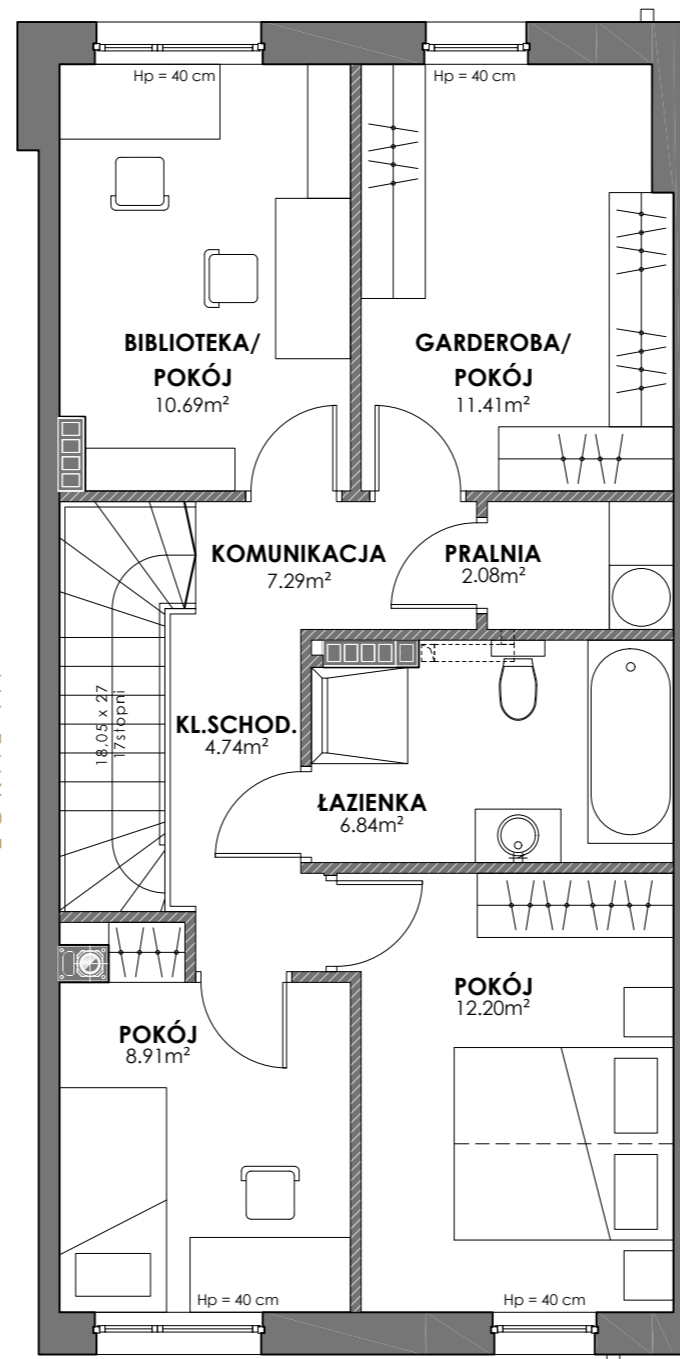 Hp = 40 cm
Hp = 40 cm
BIBLIOTEKA/
POKÓJ
10.69m²
GARDEROBA/
POKÓJ
11.41m²
KOMUNIKACJA
7.29m²
PRALNIA
2.08m²
18,05 x 27
17stopni
KL.SCHOD.
4.74m²
ŁAZIENKA
6.84m²
POKÓJ
12.20m²
POKÓJ
8.91m²
Hp = 40 cm
Hp = 40 cm